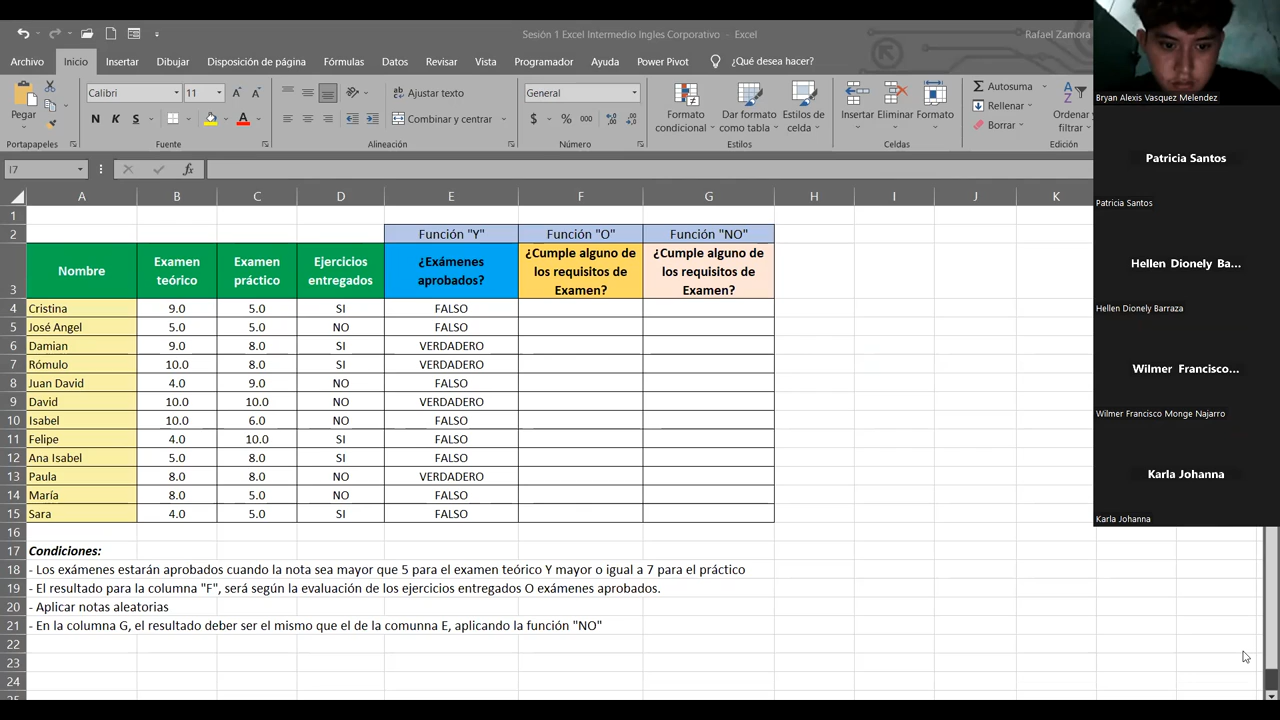 Sesión 1 Excel Intermedio Ingles Corporativo - Excel
Rafael Zamora
Archivo Inicio Insertar Dibujar Disposición de página Fórmulas Datos Revisar Vista Programador Ayuda Power Pivot ¿Qué desea hacer?
Pegar
Portapapeles
Calibri 11
N K S
Fuente
Ajustar texto
Combinar y centrar
Alineación
General
$ % 000
Número
Formato condicional
Dar formato como tabla
Estilos de celda
Estilos
Insertar Eliminar Formato
Celdas
Autosuma
Rellenar
Borrar
Ordenar y
filtrar
Edición
I7 fx
A B C D E F G H I J K
1
2 Función "Y" Función "O" Función "NO"
3 Nombre Examen teórico Examen práctico Ejercicios entregados ¿Exámenes aprobados? ¿Cumple alguno de los requisitos de Examen? ¿Cumple alguno de los requisitos de Examen?
4 Cristina 9.0 5.0 SI FALSO
5 José Angel 5.0 5.0 NO FALSO
6 Damian 9.0 8.0 SI VERDADERO
7 Rómulo 10.0 8.0 SI VERDADERO
8 Juan David 4.0 9.0 NO FALSO
9 David 10.0 10.0 NO VERDADERO
10 Isabel 10.0 6.0 NO FALSO
11 Felipe 4.0 10.0 SI FALSO
12 Ana Isabel 5.0 8.0 SI FALSO
13 Paula 8.0 8.0 NO VERDADERO
14 María 8.0 5.0 NO FALSO
15 Sara 4.0 5.0 SI FALSO
16
17 Condiciones:
18 - Los exámenes estarán aprobados cuando la nota sea mayor que 5 para el examen teórico Y mayor o igual a 7 para el práctico
19 - El resultado para la columna "F", será según la evaluación de los ejercicios entregados O exámenes aprobados.
20 - Aplicar notas aleatorias
21 - En la columna G, el resultado deber ser el mismo que el de la comunna E, aplicando la función "NO"
22
23
24
Bryan Alexis Vasquez Melendez
Patricia Santos
Patricia Santos
Hellen Dionely Ba...
Hellen Dionely Barraza
Wilmer Francisco...
Wilmer Francisco Monge Najarro
Karla Johanna
Karla Johanna